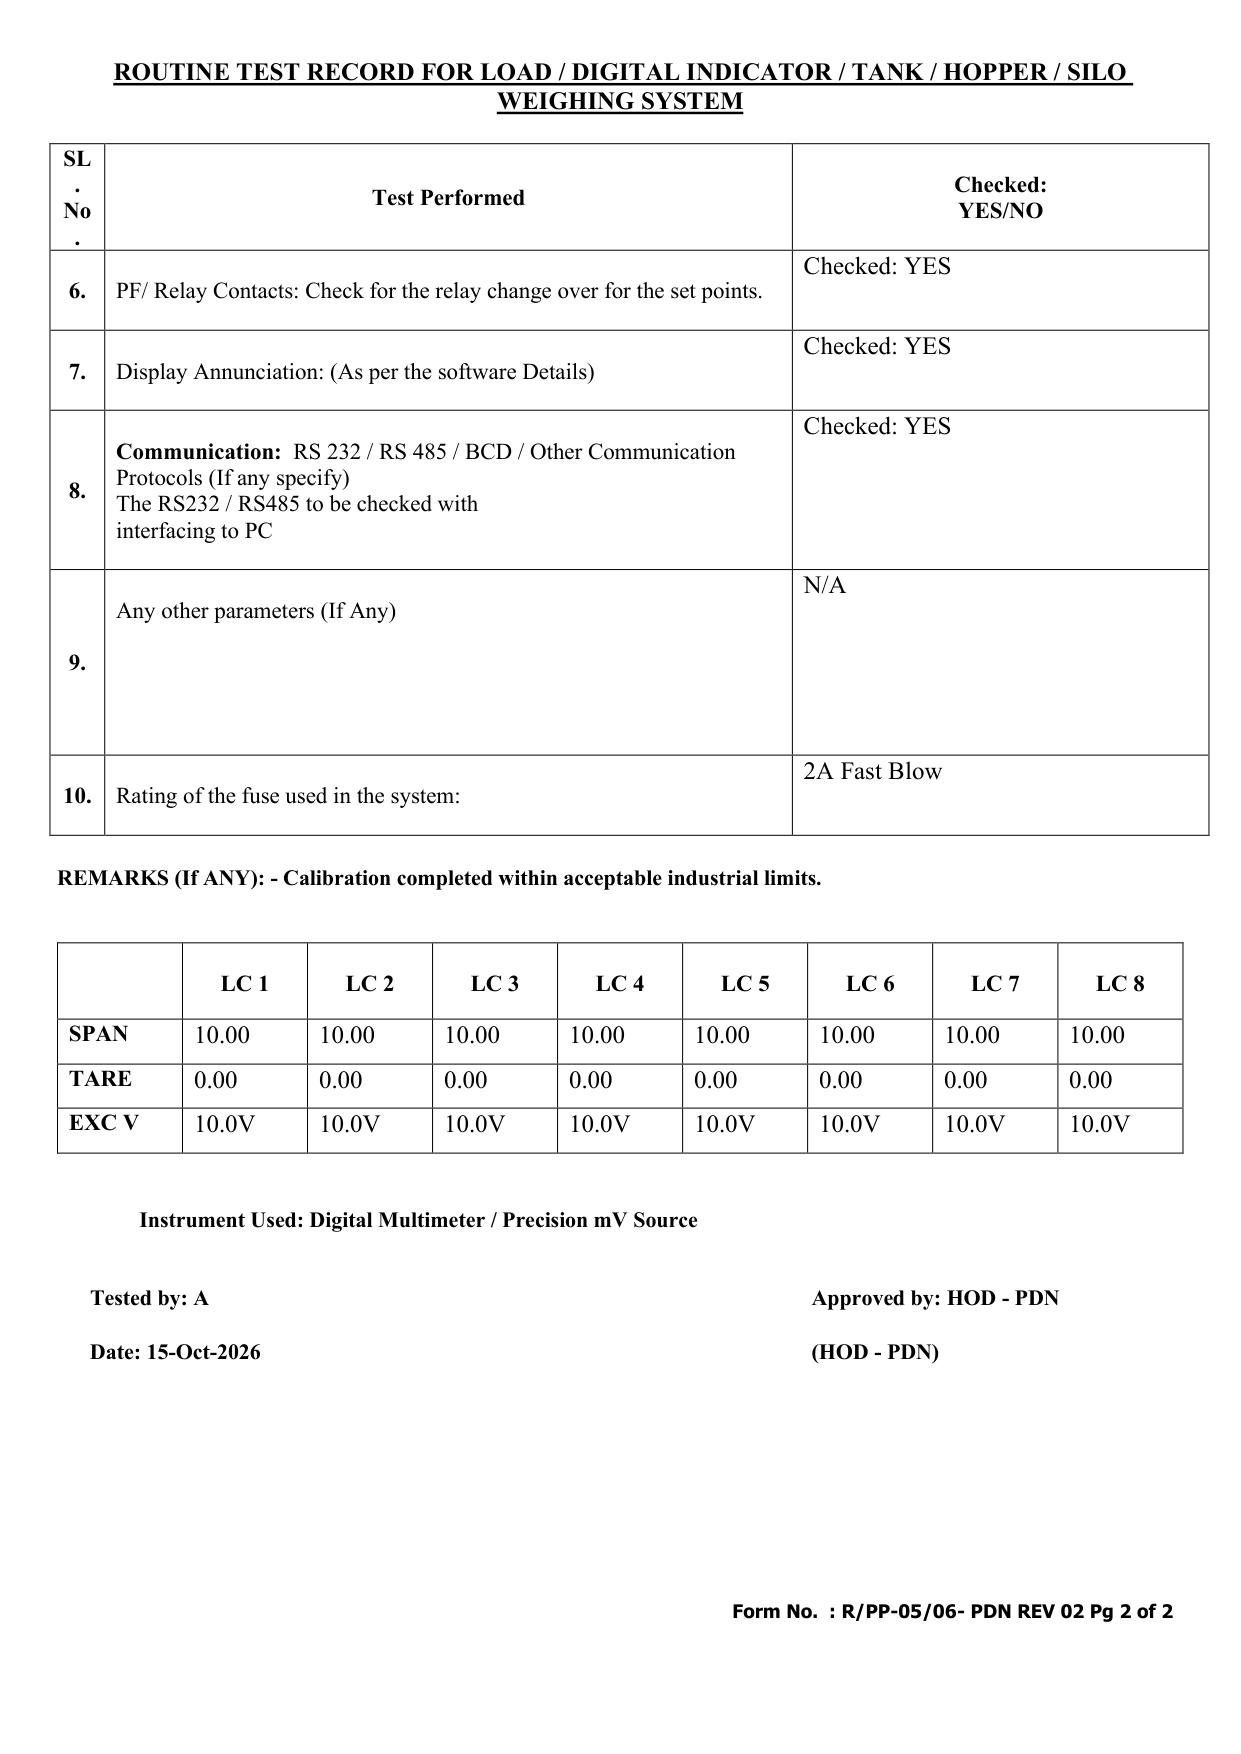 ROUTINE TEST RECORD FOR LOAD / DIGITAL INDICATOR / TANK / HOPPER / SILO
WEIGHING SYSTEM
SL
.
No
.
Test Performed
Checked:
YES/NO
6.
PF/ Relay Contacts: Check for the relay change over for the set points.
Checked: YES
7.
Display Annunciation: (As per the software Details)
Checked: YES
8.
Communication:  RS 232 / RS 485 / BCD / Other Communication
Protocols (If any specify)
The RS232 / RS485 to be checked with
interfacing to PC
Checked: YES
9.
Any other parameters (If Any)
N/A
10.
Rating of the fuse used in the system:
2A Fast Blow
REMARKS (If ANY): - Calibration completed within acceptable industrial limits.
LC 1 LC 2 LC 3 LC 4 LC 5 LC 6 LC 7 LC 8
SPAN 10.00 10.00 10.00 10.00 10.00 10.00 10.00 10.00
TARE 0.00 0.00 0.00 0.00 0.00 0.00 0.00 0.00
EXC V 10.0V 10.0V 10.0V 10.0V 10.0V 10.0V 10.0V 10.0V
Instrument Used: Digital Multimeter / Precision mV Source
Tested by: A Approved by: HOD - PDN
Date: 15-Oct-2026 (HOD - PDN)
Form No.  : R/PP-05/06- PDN REV 02 Pg 2 of 2